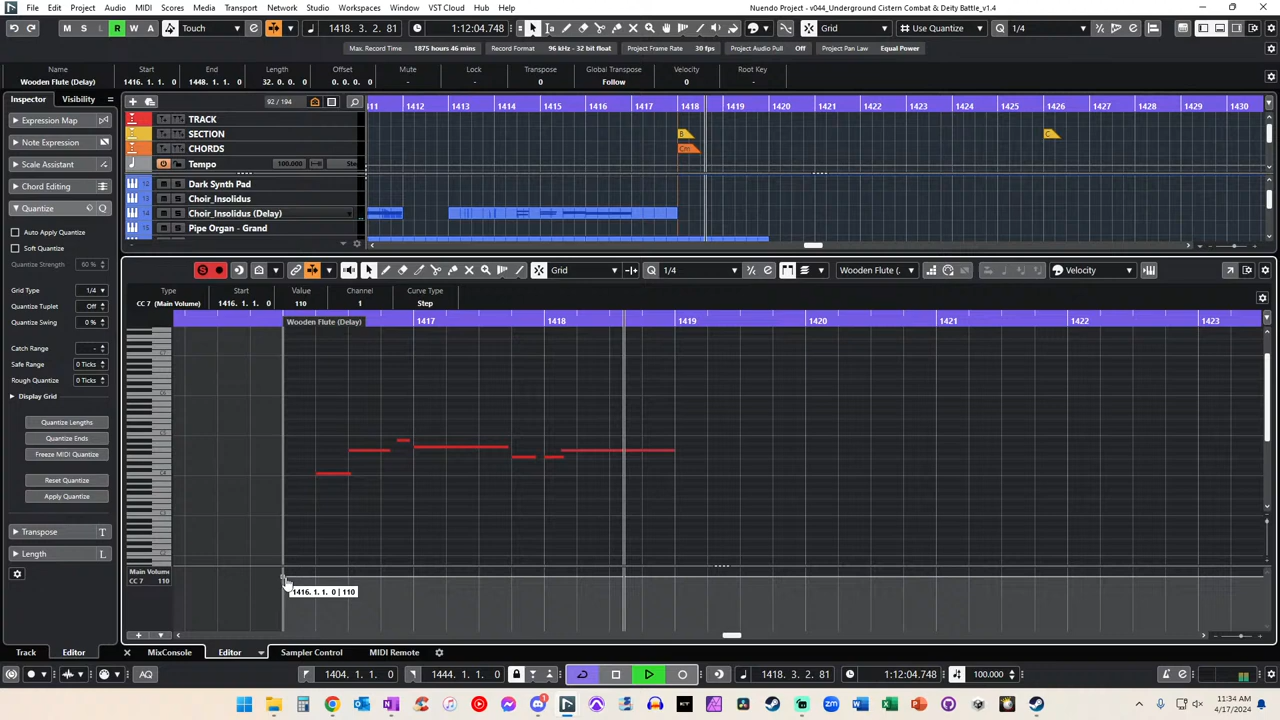 File Edit Project Audio MIDI Scores Media Transport Network Studio Workspaces Window VST Cloud Hub Help
Nuendo Project - v044_Underground Cistern Combat & Deity Battle_v1.4
M S L R W A Touch 1418. 3. 2. 81 1:12:04.748 Grid Use Quantize 1/4
Max. Record Time 1875 hours 46 mins Record Format 96 kHz - 32 bit float Project Frame Rate 30 fps Project Audio Pull Off Project Pan Law Equal Power
Name Start End Length Offset Mute Lock Transpose Global Transpose Velocity Root Key
Wooden Flute (Delay) 1416. 1. 1. 0 1448. 1. 1. 0 32. 0. 0. 0 0. 0. 0. 0 - - 0 Follow 0 -
Inspector Visibility
92 / 194
1412 1413 1414 1415 1416 1417 1418 1419 1420 1421 1422 1423 1424 1425 1426 1427 1428 1429 1430
Expression Map
TRACK
SECTION B C
Note Expression
CHORDS Cm
Scale Assistant
Tempo 100.000
Chord Editing
12 Dark Synth Pad
13 Choir_Insolidus
Quantize
14 Choir_Insolidus (Delay)
Pipe Organ - Grand
Auto Apply Quantize
Soft Quantize
Quantize Strength 60 %
Grid 1/4 Wooden Flute (. Velocity
Grid Type 1/4
Type Start Value Channel Curve Type
CC 7 (Main Volume) 1416. 1. 1. 0 110 1 Step
Quantize Tuplet Off
Quantize Swing 0 %
Wooden Flute (Delay) 1417 1418 1419 1420 1421 1422 1423
Catch Range -
Safe Range 0 Ticks
Rough Quantize 0 Ticks
Display Grid
Quantize Lengths
Quantize Ends
Freeze MIDI Quantize
Reset Quantize
Apply Quantize
Transpose T
Length L
Main Volume
CC 7 110
1416. 1. 1. 0 | 110
Track Editor MixConsole Editor Sampler Control MIDI Remote
AQ 1404. 1. 1. 0 1444. 1. 1. 0 1418. 3. 2. 81 1:12:04.748 100.000
11:34 AM
4/17/2024